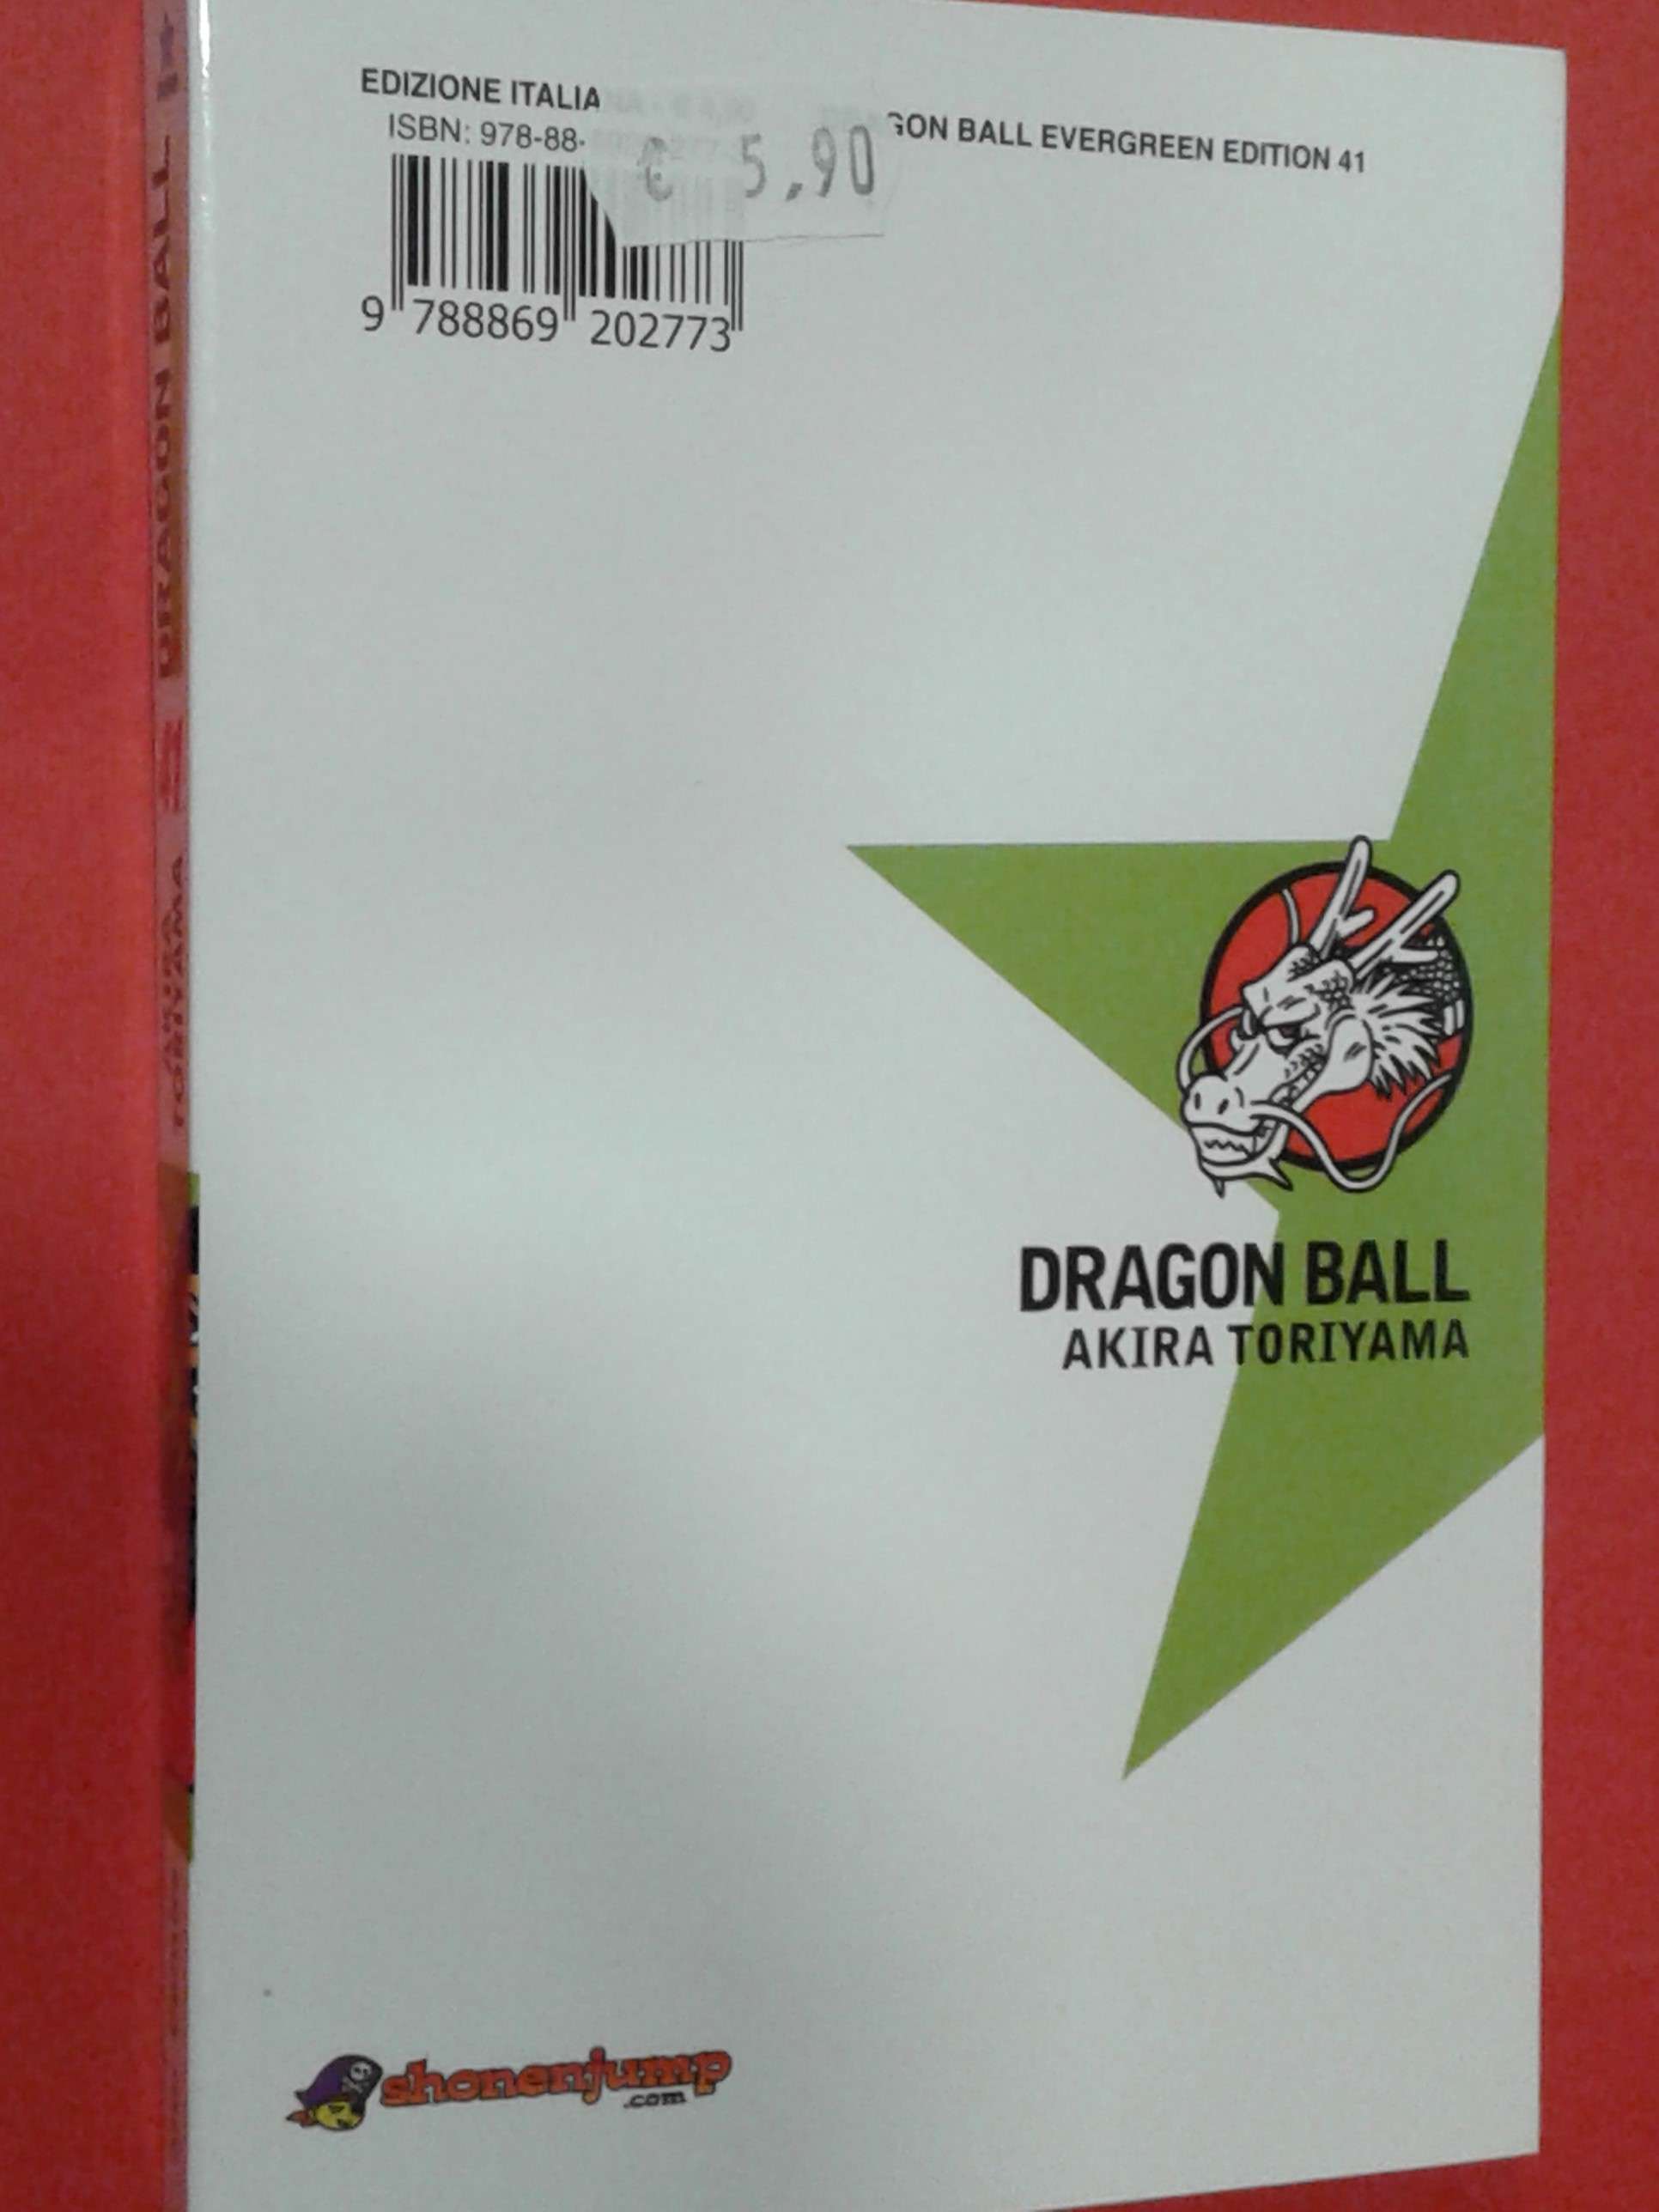 EDIZIONE ITALIA
GON BALL EVERGREEN EDITION 41
ISBN: 978-88-
€ 5,90
9 788869 202773
DRAGON BALL
AKIRA TORIYAMA
shonenjump
.com
DRAGON BALL
TORIYAMA